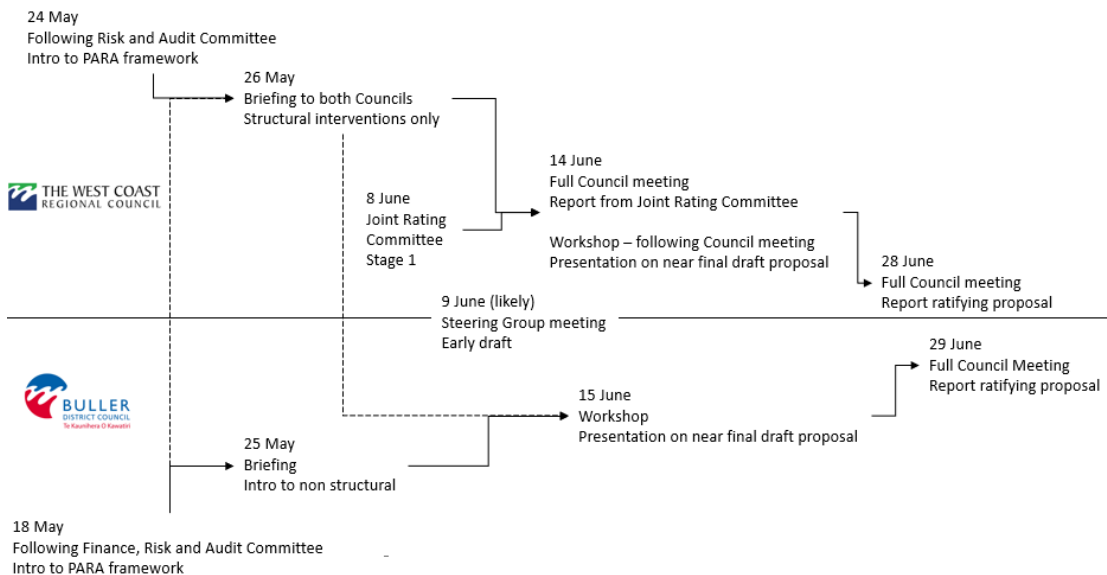 24 May
Following Risk and Audit Committee
Intro to PARA framework
26 May
Briefing to both Councils
Structural interventions only
THE WEST COAST
REGIONAL COUNCIL
8 June
Joint Rating
Committee
Stage 1
14 June
Full Council meeting
Report from Joint Rating Committee
Workshop – following Council meeting
Presentation on near final draft proposal
28 June
Full Council meeting
Report ratifying proposal
9 June (likely)
Steering Group meeting
Early draft
29 June
Full Council Meeting
Report ratifying proposal
BULLER
DISTRICT COUNCIL
Te Kaunihera O Kawatiri
15 June
Workshop
Presentation on near final draft proposal
25 May
Briefing
Intro to non structural
18 May
Following Finance, Risk and Audit Committee
Intro to PARA framework